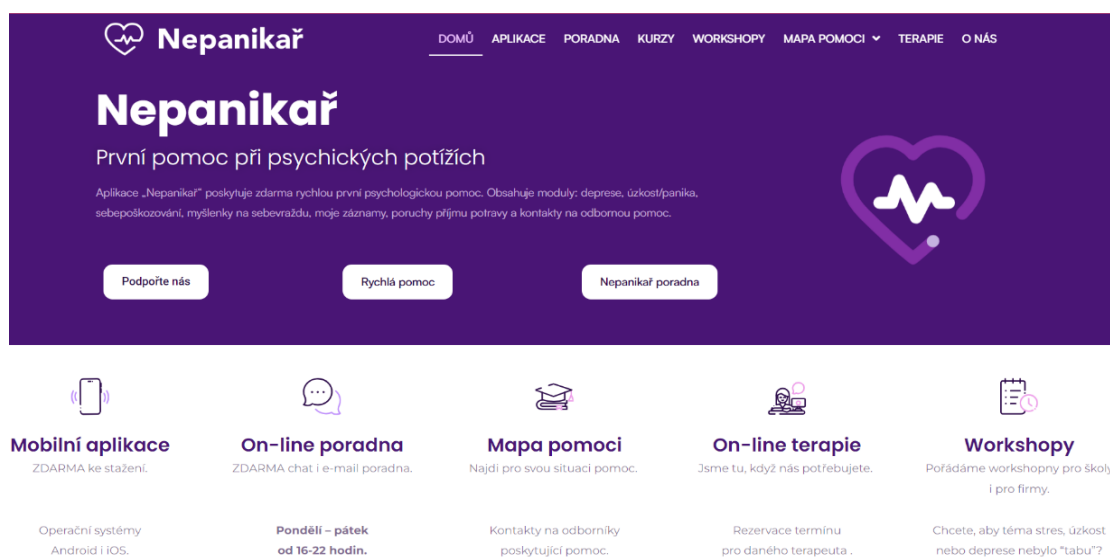 Nepanikař
DOMŮ APLIKACE PORADNA KURZY WORKSHOPY MAPA POMOCI TERAPIE O NÁS
Nepanikař
První pomoc při psychických potížích
Aplikace „Nepanikař" poskytuje zdarma rychlou první psychologickou pomoc. Obsahuje moduly: deprese, úzkost/panika,
sebepoškozování, myšlenky na sebevraždu, moje záznamy, poruchy příjmu potravy a kontakty na odbornou pomoc.
Podpořte nás
Rychlá pomoc
Nepanikař poradna
Mobilní aplikace
ZDARMA ke stažení.
Operační systémy
Android i iOS.
On-line poradna
ZDARMA chat i e-mail poradna.
Pondělí – pátek
od 16-22 hodin.
Mapa pomoci
Najdi pro svou situaci pomoc.
Kontakty na odborníky
poskytující pomoc.
On-line terapie
Jsme tu, když nás potřebujete.
Rezervace termínu
pro daného terapeuta .
Workshopy
Pořádáme workshopny pro školy
i pro firmy.
Chcete, aby téma stres, úzkost
nebo deprese nebylo "tabu"?